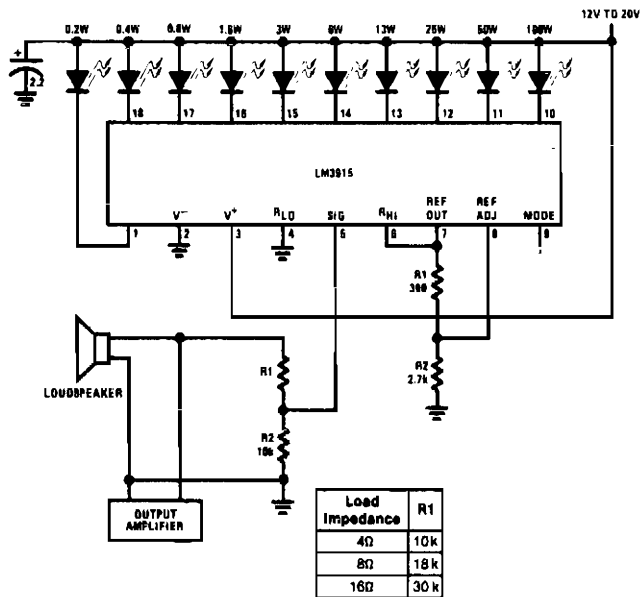 12V TO 20V
0.2W 0.4W 0.8W 1.6W 3W 6W 13W 25W 50W 100W
+
2.2
18 17 16 15 14 13 12 11 10
LM3915
V⁻ V⁺ RLO SIG RHI REF OUT REF ADJ MODE
1 2 3 4 5 6 7 8 9
R1
390
R2
2.7k
LOUDSPEAKER
R1
R2
10k
OUTPUT
AMPLIFIER
Load Impedance R1
4Ω 10k
8Ω 18k
16Ω 30k